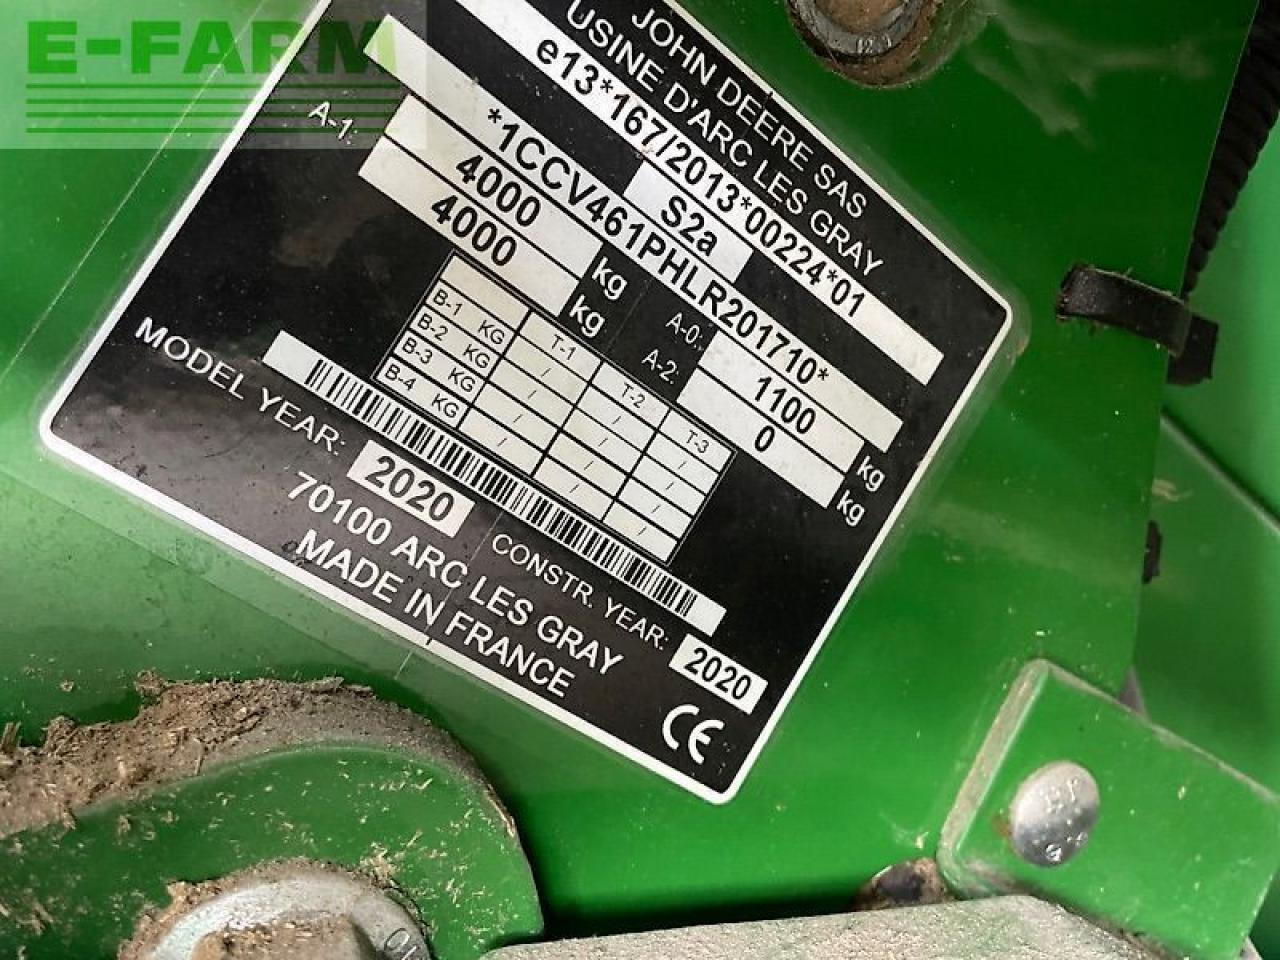 E-FARM
JOHN DEERE SAS
USINE D'ARC LES GRAY
e13*167/2013*00224*01
S2a
*1CCV461PHLR201710*
A-1: 4000 kg A-0: 1100 kg
4000 kg A-2: 0 kg
T-1 T-2 T-3
B-1 KG / / /
B-2 KG / / /
B-3 KG / / /
B-4 KG / / /
MODEL YEAR: 2020 CONSTR. YEAR: 2020
70100 ARC LES GRAY
MADE IN FRANCE
CE